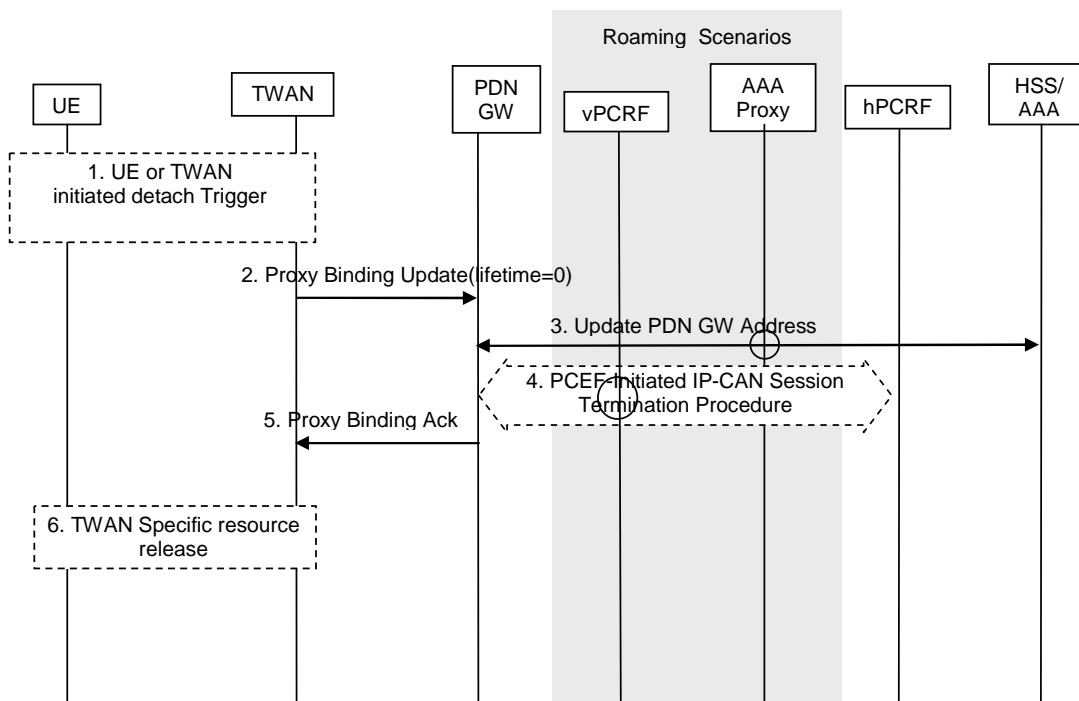 Roaming Scenarios
UE
TWAN
PDN
GW
vPCRF
AAA
Proxy
hPCRF
HSS/
AAA
1. UE or TWAN
initiated detach Trigger
2. Proxy Binding Update(lifetime=0)
3. Update PDN GW Address
4. PCEF-Initiated IP-CAN Session
Termination Procedure
5. Proxy Binding Ack
6. TWAN Specific resource
release